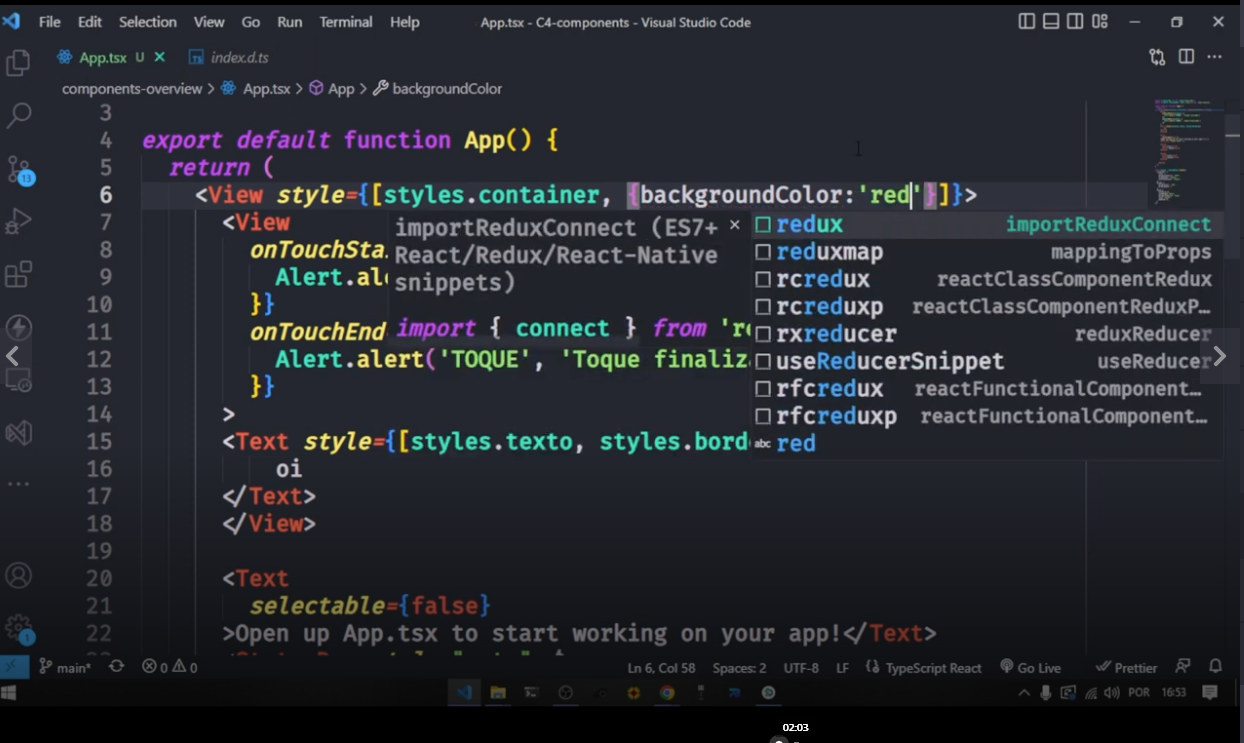 File Edit Selection View Go Run Terminal Help App.tsx - C4-components - Visual Studio Code
App.tsx U index.d.ts
components-overview > App.tsx > App > backgroundColor
3
4 export default function App() {
5 return (
6 <View style={[styles.container, {backgroundColor:'red'}]}>
7 <View
8 onTouchSta
9 Alert.al
10 }}
11 onTouchEnd
12 Alert.alert('TOQUE', 'Toque finaliz
13 }}
14 >
15 <Text style={[styles.texto, styles.bord
16 oi
17 </Text>
18 </View>
19
20 <Text
21 selectable={false}
22 >Open up App.tsx to start working on your app!</Text>
importReduxConnect (ES7+
React/Redux/React-Native
snippets)
import { connect } from 're
redux importReduxConnect
reduxmap mappingToProps
rcredux reactClassComponentRedux
rcreduxp reactClassComponentReduxP...
rxreducer reduxReducer
useReducerSnippet useReducer
rfcredux reactFunctionalComponent...
rfcreduxp reactFunctionalComponent...
abc red
13
1
main* 0 0 Ln 6, Col 58 Spaces: 2 UTF-8 LF TypeScript React Go Live Prettier
POR 16:53
02:03